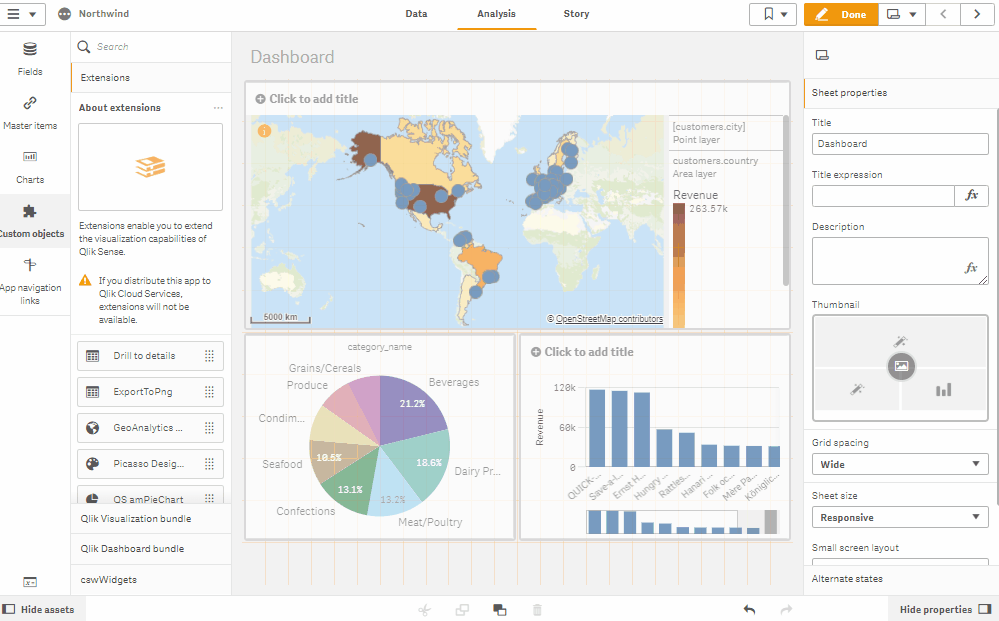 Northwind
Data
Analysis
Story
Done
Fields
Master items
Charts
Custom objects
App navigation
links
Search
Extensions
About extensions
...
Extensions enable you to extend
the visualization capabilities of
Qlik Sense.
If you distribute this app to
Qlik Cloud Services,
extensions will not be
available.
Drill to details
ExportToPng
GeoAnalytics ...
Picasso Desig...
QS amPieChart
Qlik Visualization bundle
Qlik Dashboard bundle
cswWidgets
Hide assets
Dashboard
Click to add title
5000 km
© OpenStreetMap contributors
[customers.city]
Point layer
customers.country
Area layer
Revenue
263.57k
category_name
Grains/Cereals
Produce
Condim...
Seafood
Confections
Beverages
Dairy Pr...
Meat/Poultry
21.2%
18.6%
13.2%
13.1%
10.5%
Click to add title
Revenue
120k
60k
0
QUICK-...
Save-a-l...
Ernst H...
Hungry ...
Rattles...
Hanari ...
Folk oc...
Mère Pa...
Königlic...
Sheet properties
Title
Dashboard
Title expression
fx
Description
fx
Thumbnail
Grid spacing
Wide
Sheet size
Responsive
Small screen layout
Alternate states
Hide properties